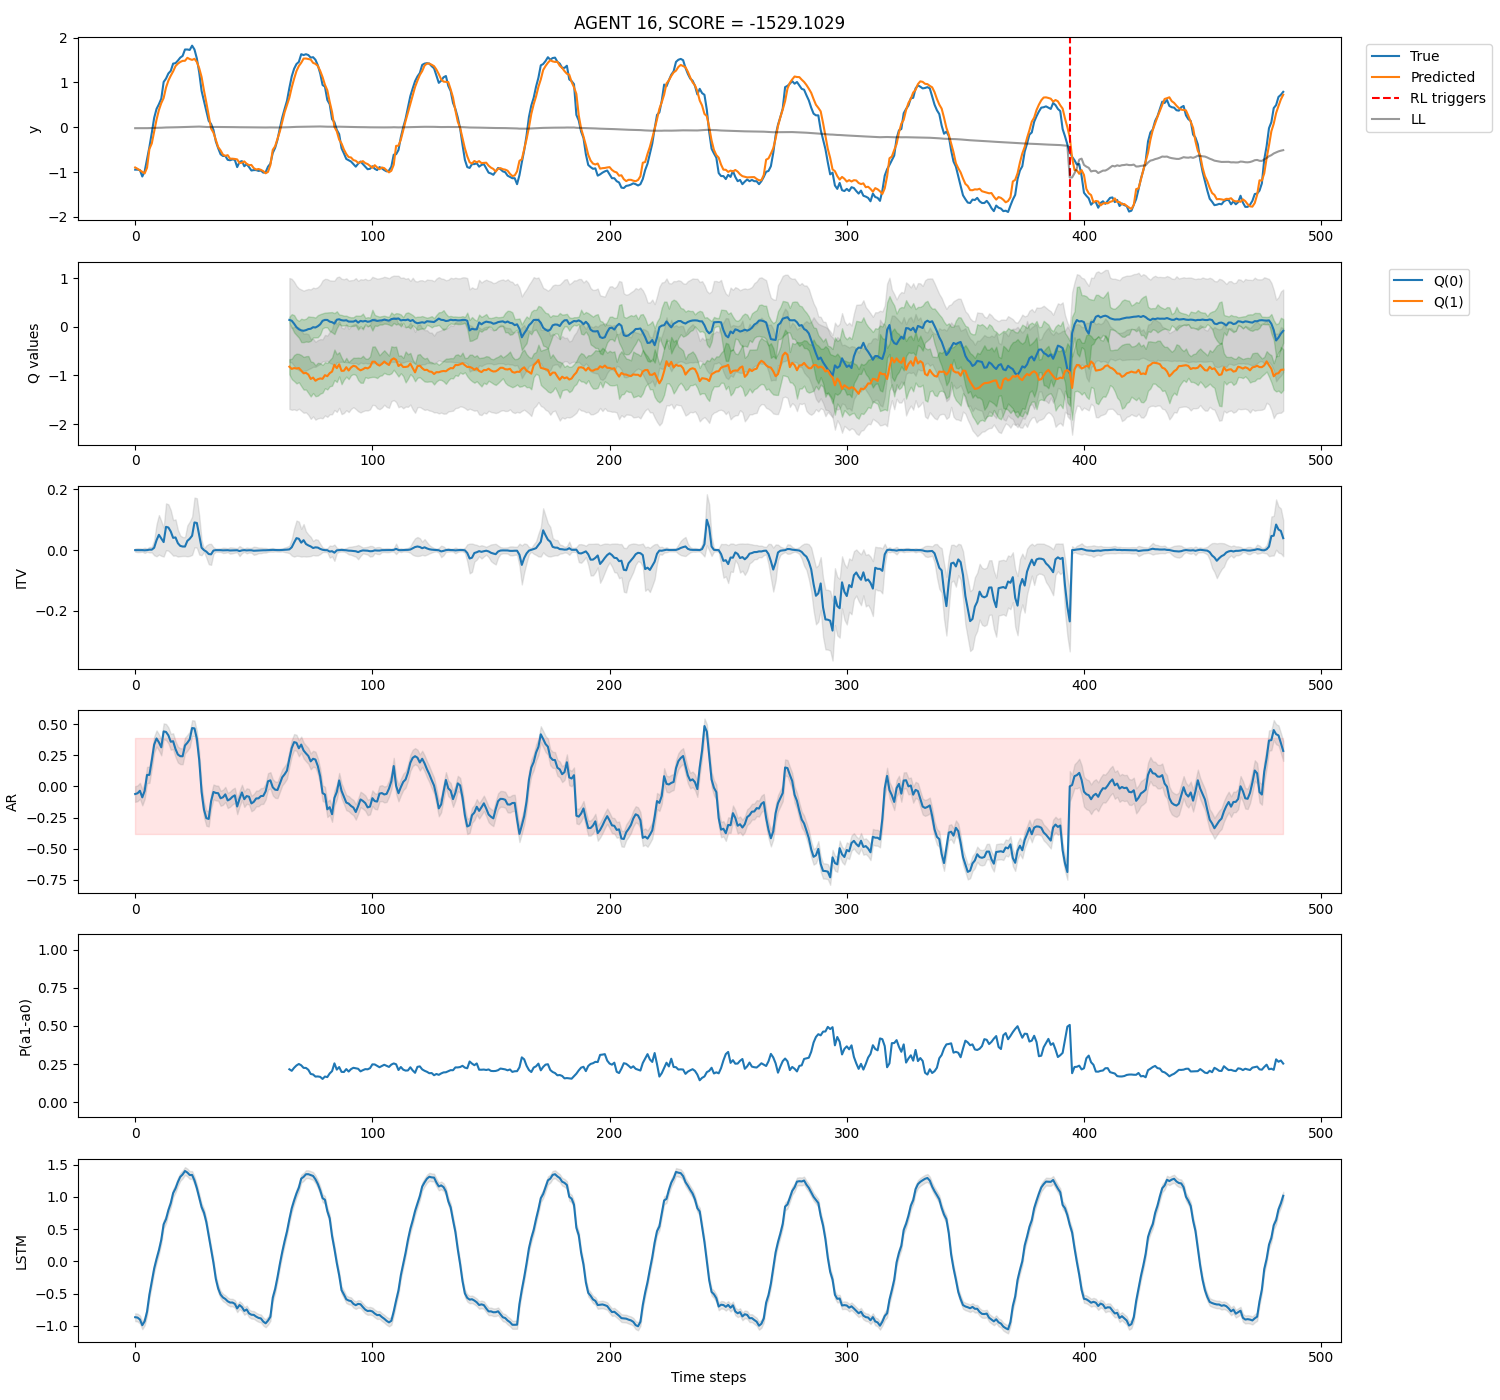 AGENT 16, SCORE = -1529.1029
y
2
1
0
−1
−2
0 100 200 300 400 500
True
Predicted
RL triggers
LL
Q values
1
0
−1
−2
0 100 200 300 400 500
Q(0)
Q(1)
ITV
0.2
0.0
−0.2
0 100 200 300 400 500
AR
0.50
0.25
0.00
−0.25
−0.50
−0.75
0 100 200 300 400 500
P(a1-a0)
1.00
0.75
0.50
0.25
0.00
0 100 200 300 400 500
LSTM
1.5
1.0
0.5
0.0
−0.5
−1.0
0 100 200 300 400 500
Time steps